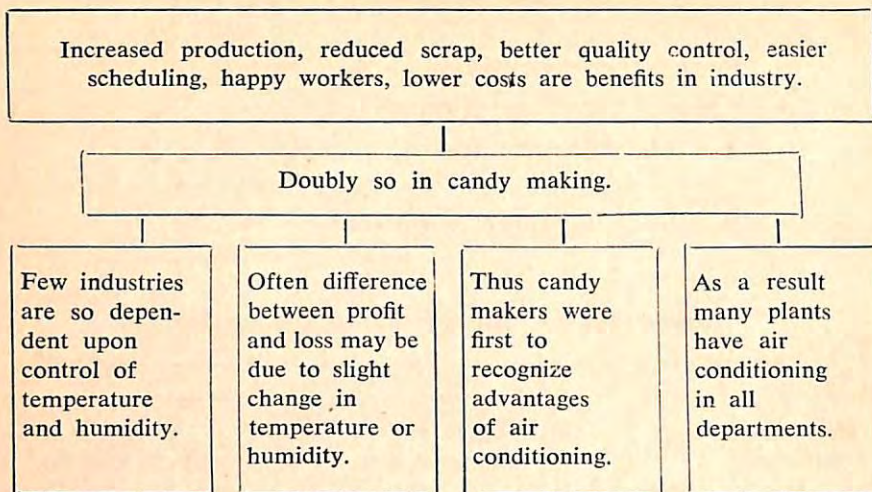 Increased production, reduced scrap, better quality control, easier
scheduling, happy workers, lower costs are benefits in industry.
Doubly so in candy making.
Few industries
are so depen-
dent upon
control of
temperature
and humidity.
Often difference
between profit
and loss may be
due to slight
change in
temperature or
humidity.
Thus candy
makers were
first to
recognize
advantages
of air
conditioning.
As a result
many plants
have air
conditioning
in all
departments.